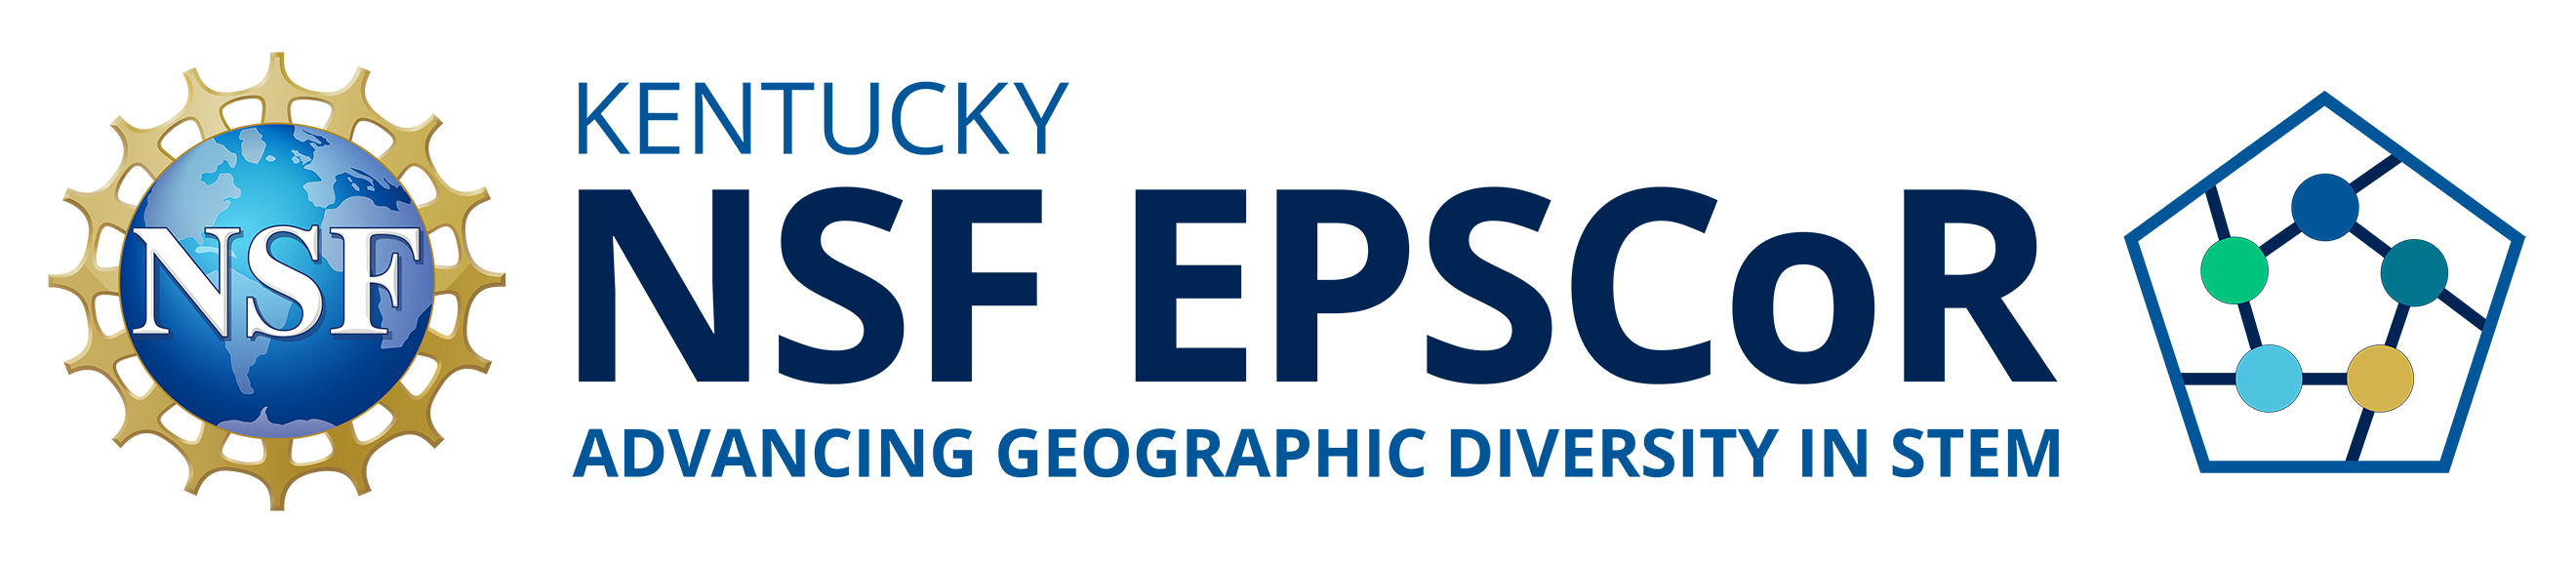 NSF
KENTUCKY
NSF EPSCoR
ADVANCING GEOGRAPHIC DIVERSITY IN STEM